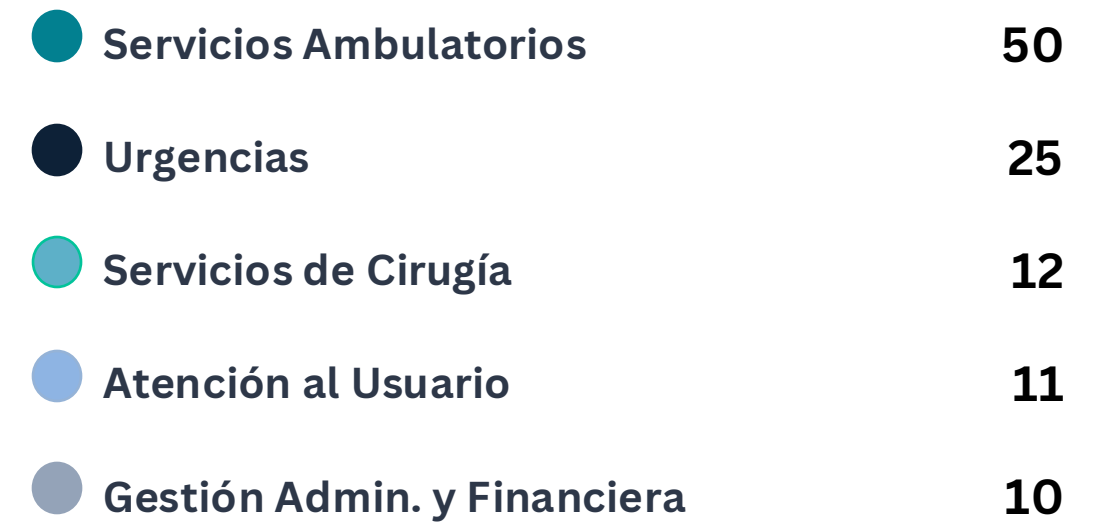 Servicios Ambulatorios 50
Urgencias 25
Servicios de Cirugía 12
Atención al Usuario 11
Gestión Admin. y Financiera 10